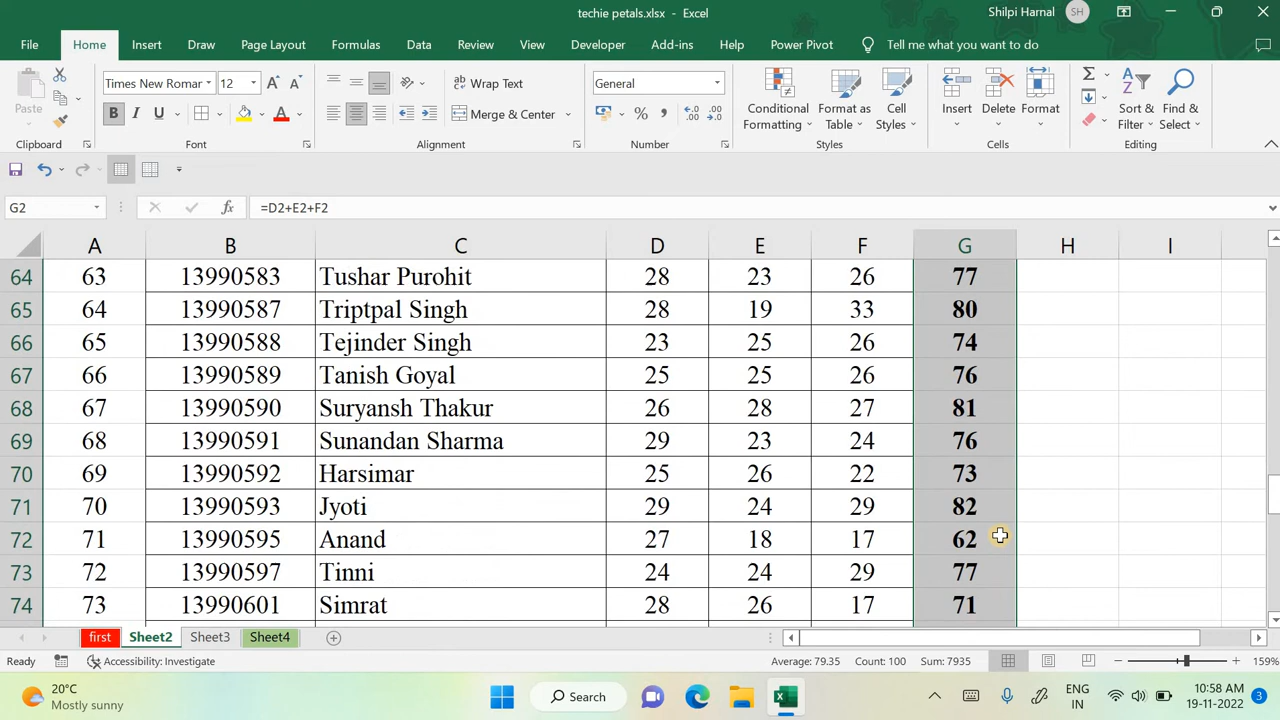 techie petals.xlsx - Excel
Shilpi Harnal SH
File Home Insert Draw Page Layout Formulas Data Review View Developer Add-ins Help Power Pivot Tell me what you want to do
Paste
Times New Romar 12
B I U A
Wrap Text
Merge & Center
General
% , .00
Conditional Formatting
Format as Table
Cell Styles
Insert
Delete
Format
Sort & Filter
Find & Select
Clipboard Font Alignment Number Styles Cells Editing
G2 fx =D2+E2+F2
A B C D E F G H I
64 63 13990583 Tushar Purohit 28 23 26 77
65 64 13990587 Triptpal Singh 28 19 33 80
66 65 13990588 Tejinder Singh 23 25 26 74
67 66 13990589 Tanish Goyal 25 25 26 76
68 67 13990590 Suryansh Thakur 26 28 27 81
69 68 13990591 Sunandan Sharma 29 23 24 76
70 69 13990592 Harsimar 25 26 22 73
71 70 13990593 Jyoti 29 24 29 82
72 71 13990595 Anand 27 18 17 62
73 72 13990597 Tinni 24 24 29 77
74 73 13990601 Simrat 28 26 17 71
first Sheet2 Sheet3 Sheet4
Ready Accessibility: Investigate Average: 79.35 Count: 100 Sum: 7935 159%
20°C
Mostly sunny
Search
ENG
IN
10:58 AM
19-11-2022
3